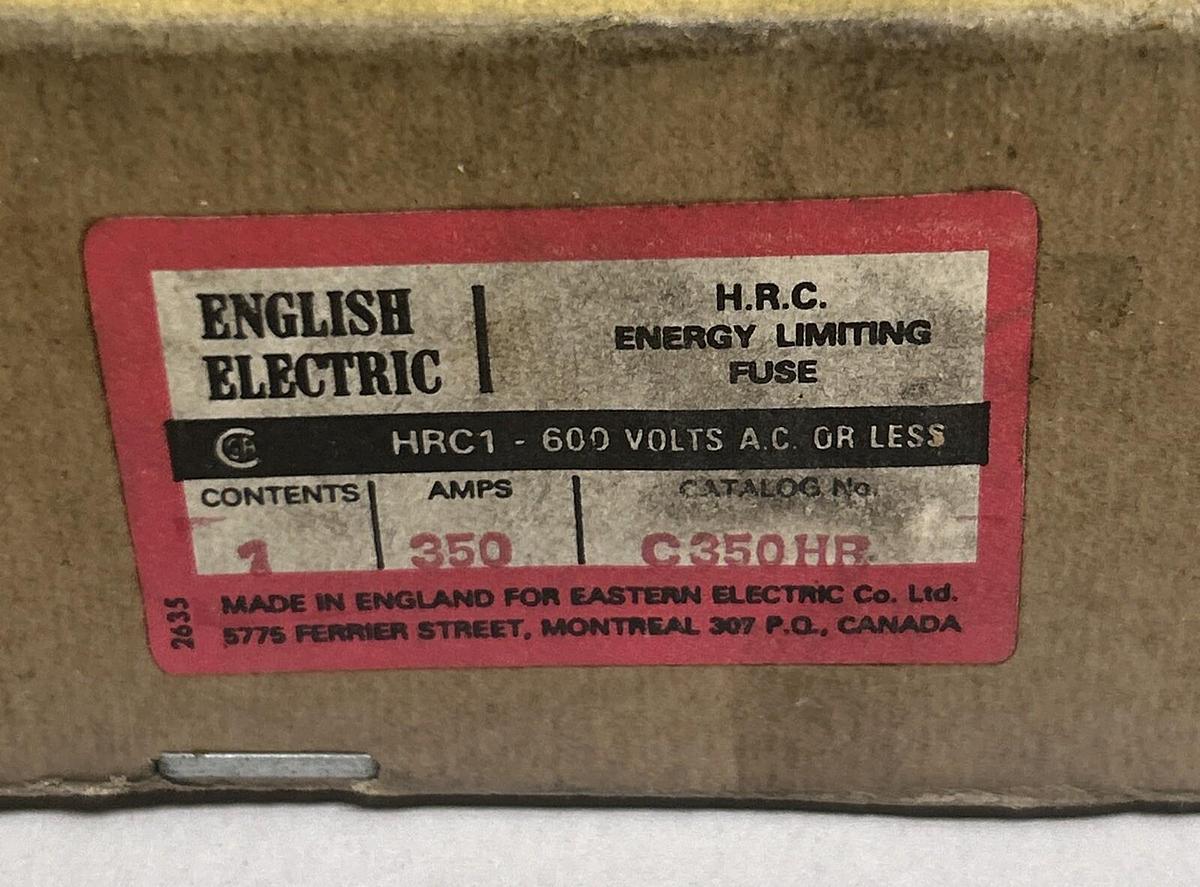 ENGLISH
ELECTRIC
H.R.C.
ENERGY LIMITING
FUSE
HRC1 - 600 VOLTS A.C. OR LESS
CONTENTS AMPS CATALOG No.
1 350 C350HR
MADE IN ENGLAND FOR EASTERN ELECTRIC Co. Ltd.
5775 FERRIER STREET, MONTREAL 307 P.Q., CANADA
2635